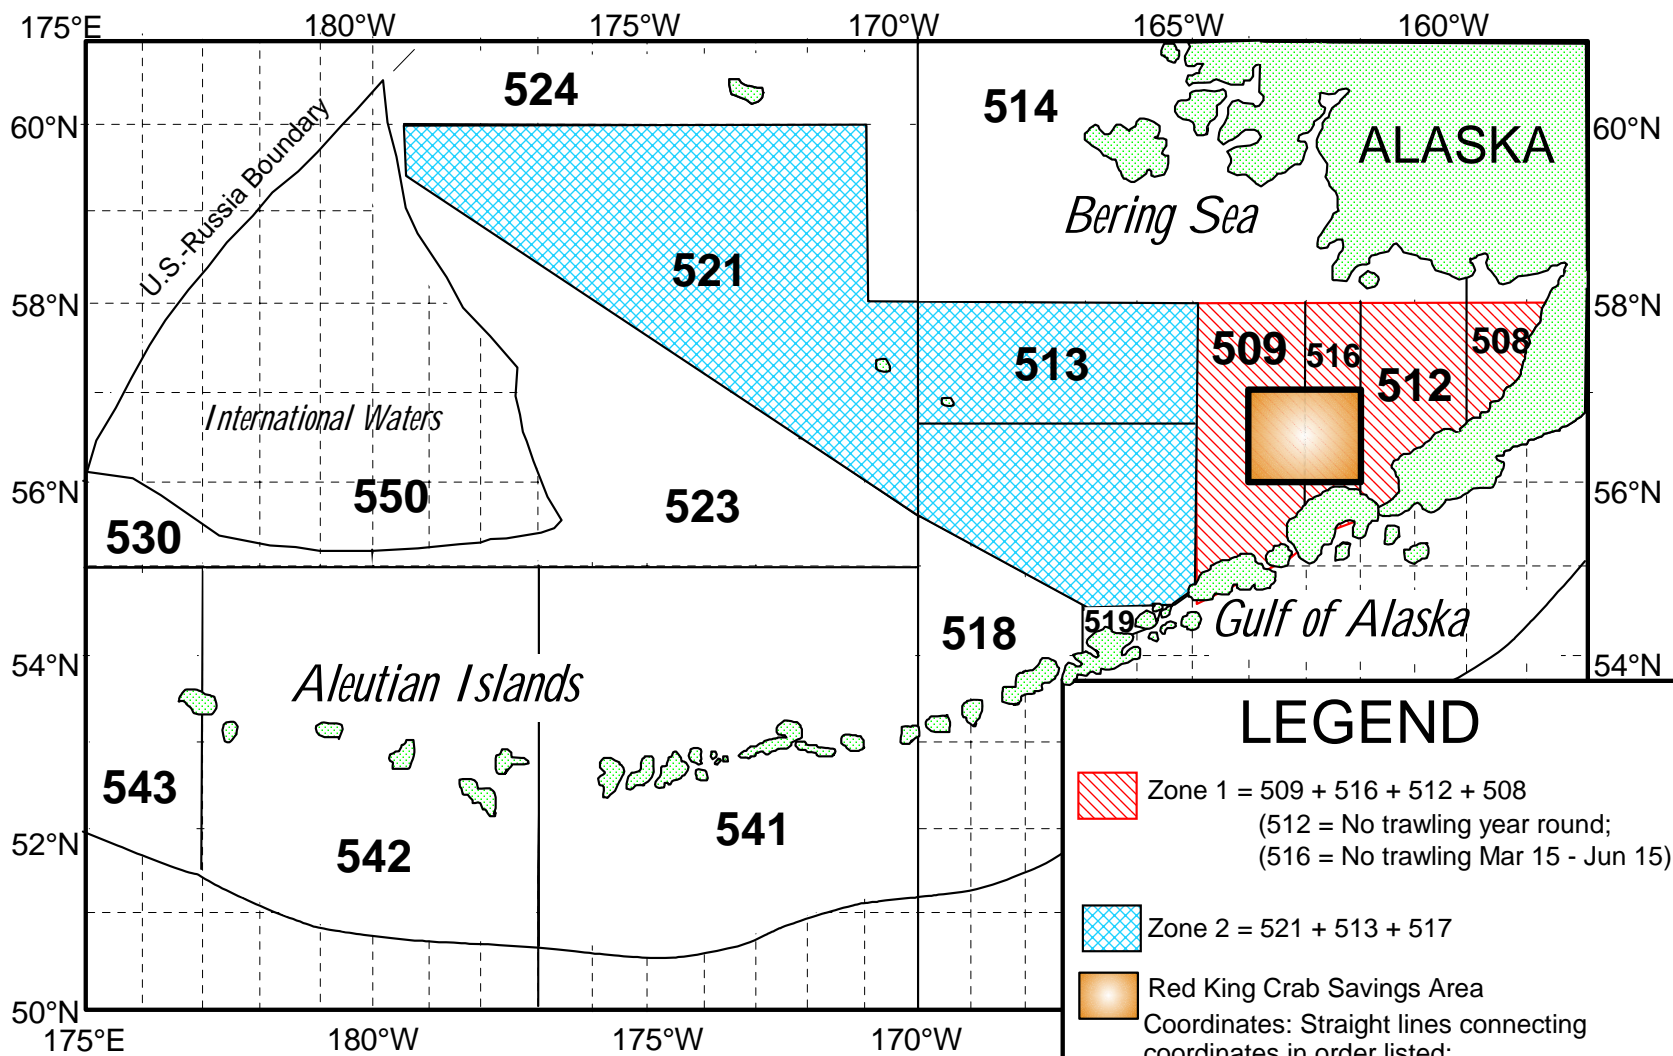 175°E 180°W 175°W 170°W 165°W 160°W
524
514
60°N
60°N
ALASKA
U.S.-Russia Boundary
Bering Sea
521
58°N
58°N
509
516
508
513
512
International Waters
56°N
550
523
56°N
530
519
518
Gulf of Alaska
54°N
54°N
Aleutian Islands
543
541
52°N
542
50°N
175°E 180°W 175°W 170°W
LEGEND
Zone 1 = 509 + 516 + 512 + 508
(512 = No trawling year round;
(516 = No trawling Mar 15 - Jun 15)
Zone 2 = 521 + 513 + 517
Red King Crab Savings Area
Coordinates: Straight lines connecting
coordinates in order listed: